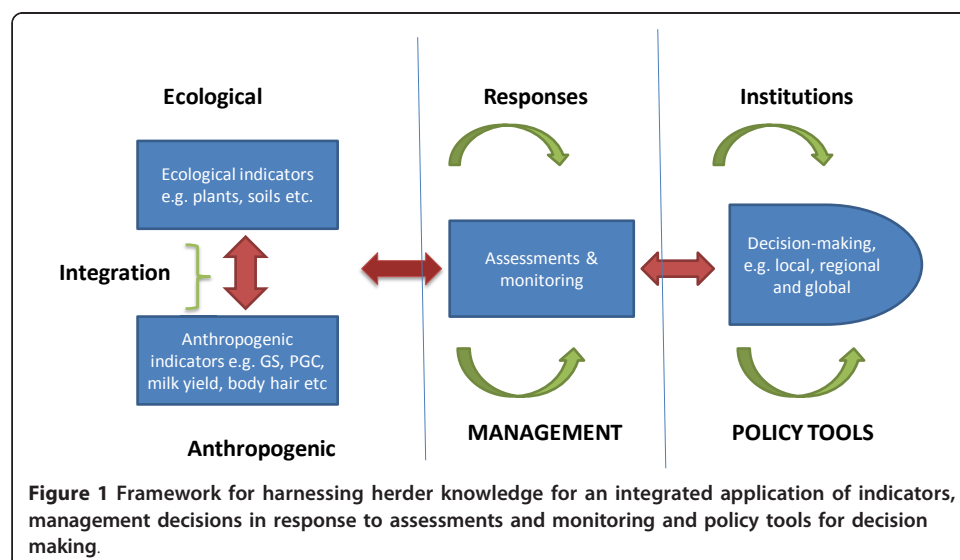 Ecological
Responses
Institutions
Ecological indicators
e.g. plants, soils etc.
Integration
Assessments &
monitoring
Decision-making,
e.g. local, regional
and global
Anthropogenic
indicators e.g. GS, PGC,
milk yield, body hair etc
Anthropogenic
MANAGEMENT
POLICY TOOLS
Figure 1 Framework for harnessing herder knowledge for an integrated application of indicators,
management decisions in response to assessments and monitoring and policy tools for decision
making.